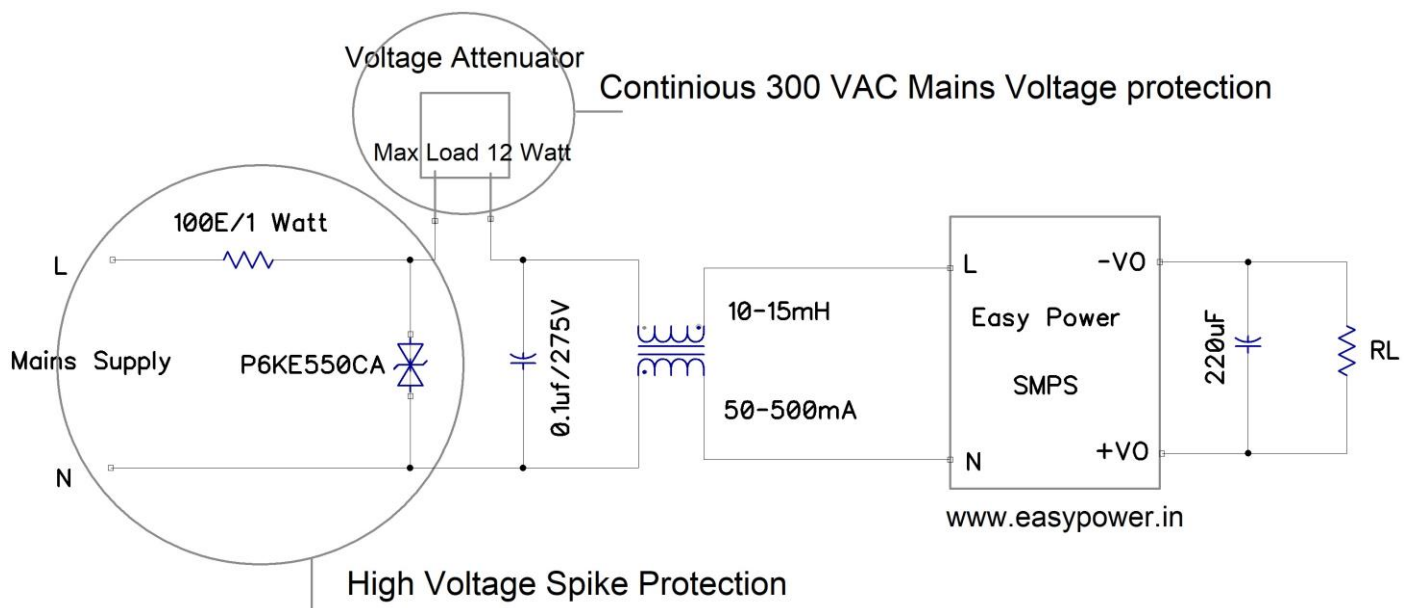 Voltage Attenuator
Continious 300 VAC Mains Voltage protection
Max Load 12 Watt
100E/1 Watt
L
Mains Supply
P6KE550CA
N
0.1uf/275V
10-15mH
50-500mA
L
-VO
Easy Power
SMPS
N
+VO
220uF
RL
www.easypower.in
High Voltage Spike Protection